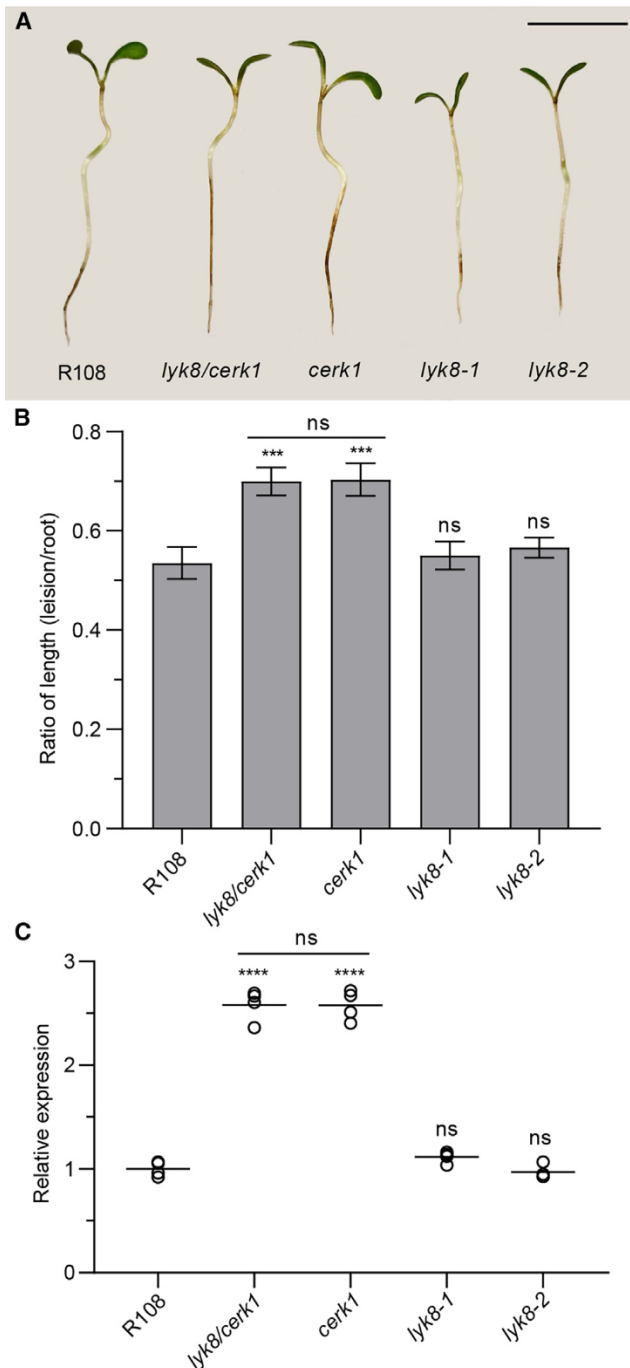 A
R108 lyk8/cerk1 cerk1 lyk8-1 lyk8-2
B
Ratio of length (leision/root)
0.8
0.6
0.4
0.2
0.0
ns
*** ***
ns ns
R108 lyk8/cerk1 cerk1 lyk8-1 lyk8-2
C
Relative expression
3
2
1
0
ns
**** ****
ns ns
R108 lyk8/cerk1 cerk1 lyk8-1 lyk8-2